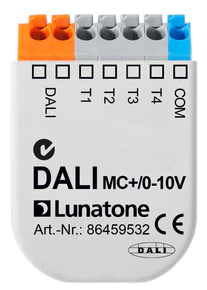 DALI T1 T2 T3 T4 COM
DALI MC+/0-10V
Lunatone
Art.-Nr.: 86459532 CE
DALI